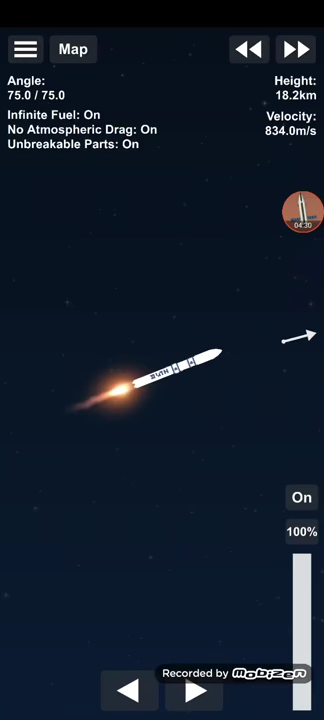 Map
Angle:
75.0 / 75.0
Infinite Fuel: On
No Atmospheric Drag: On
Unbreakable Parts: On
Height:
18.2km
Velocity:
834.0m/s
04:30
On
100%
Recorded by MOBIZEN